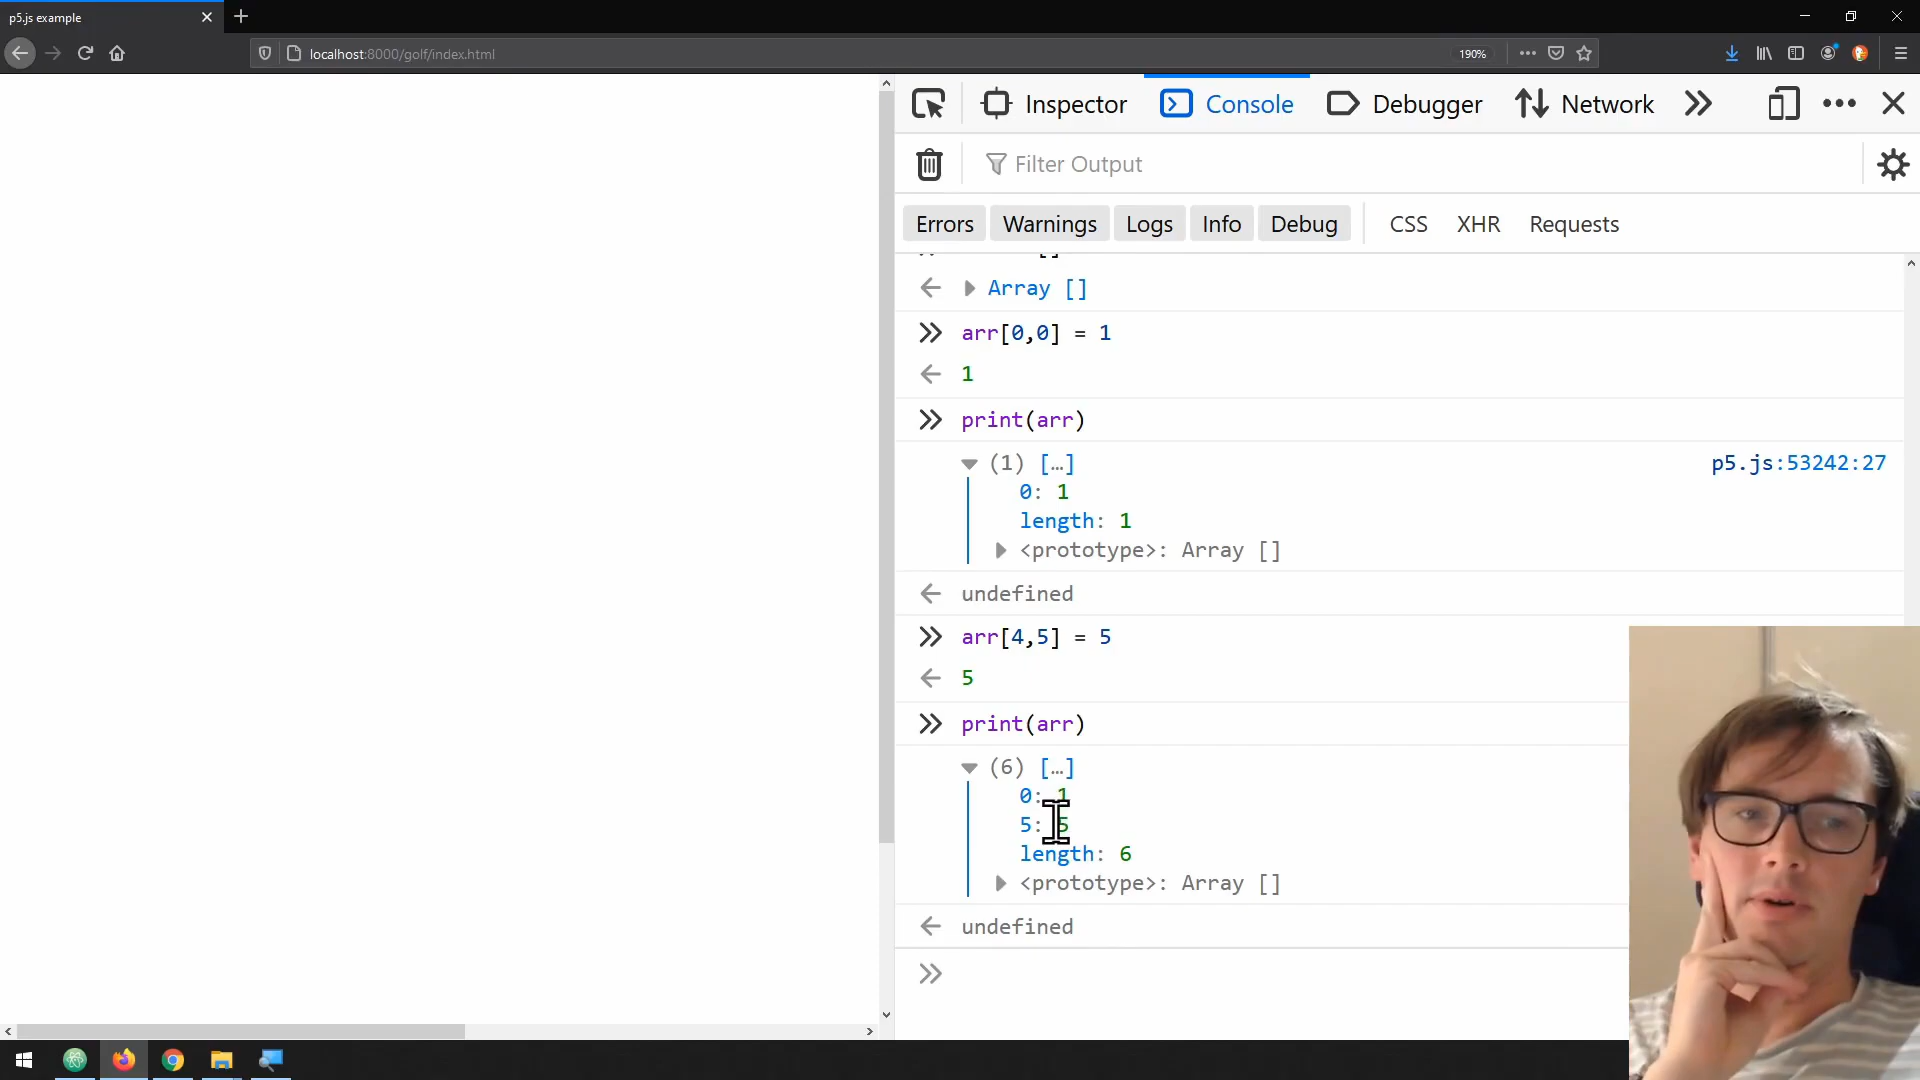 p5.js example
localhost:8000/golf/index.html
190%
Inspector
Console
Debugger
Network
Filter Output
Errors
Warnings
Logs
Info
Debug
CSS
XHR
Requests
Array []
arr[0,0] = 1
1
print(arr)
(1) […]
p5.js:53242:27
0: 1
length: 1
<prototype>: Array []
undefined
arr[4,5] = 5
5
print(arr)
(6) […]
0: 1
5: 5
length: 6
<prototype>: Array []
undefined